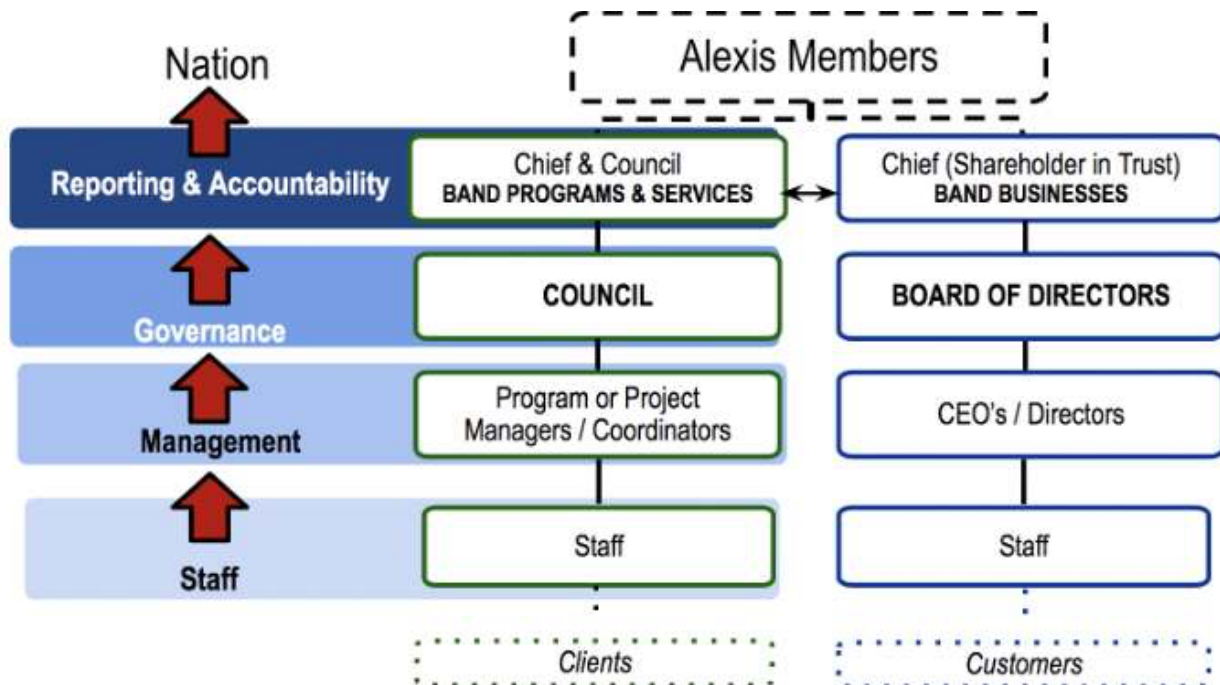 Nation
Alexis Members
Reporting & Accountability
Chief & Council
BAND PROGRAMS & SERVICES
Chief (Shareholder in Trust)
BAND BUSINESSES
Governance
COUNCIL
BOARD OF DIRECTORS
Management
Program or Project
Managers / Coordinators
CEO's / Directors
Staff
Staff
Staff
Clients
Customers